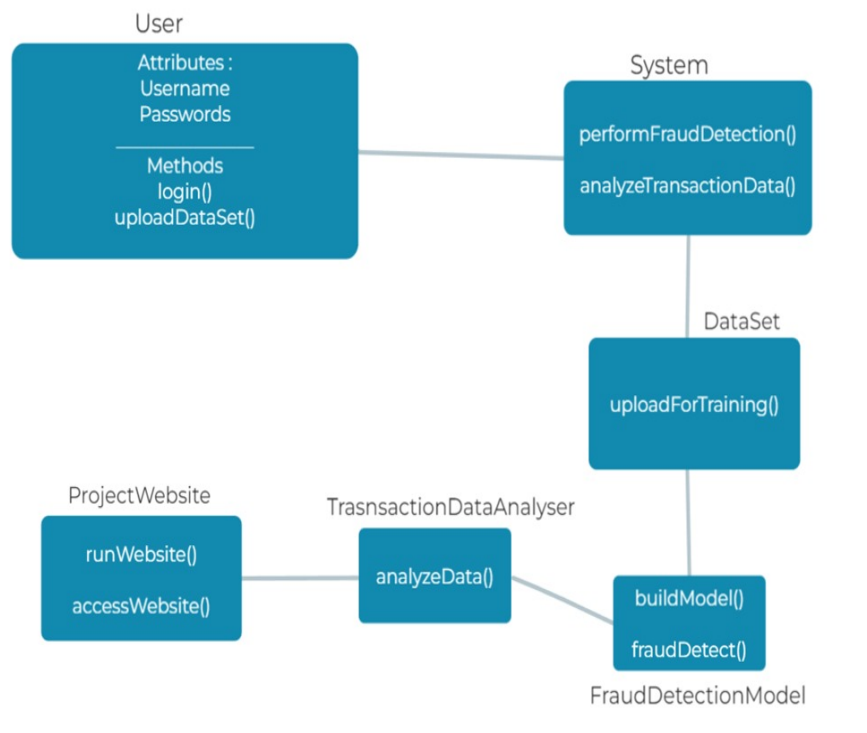 User
Attributes :
Username
Passwords
Methods
login()
uploadDataSet()
System
performFraudDetection()
analyzeTransactionData()
DataSet
uploadForTraining()
ProjectWebsite
runWebsite()
accessWebsite()
TrasnsactionDataAnalyser
analyzeData()
buildModel()
fraudDetect()
FraudDetectionModel